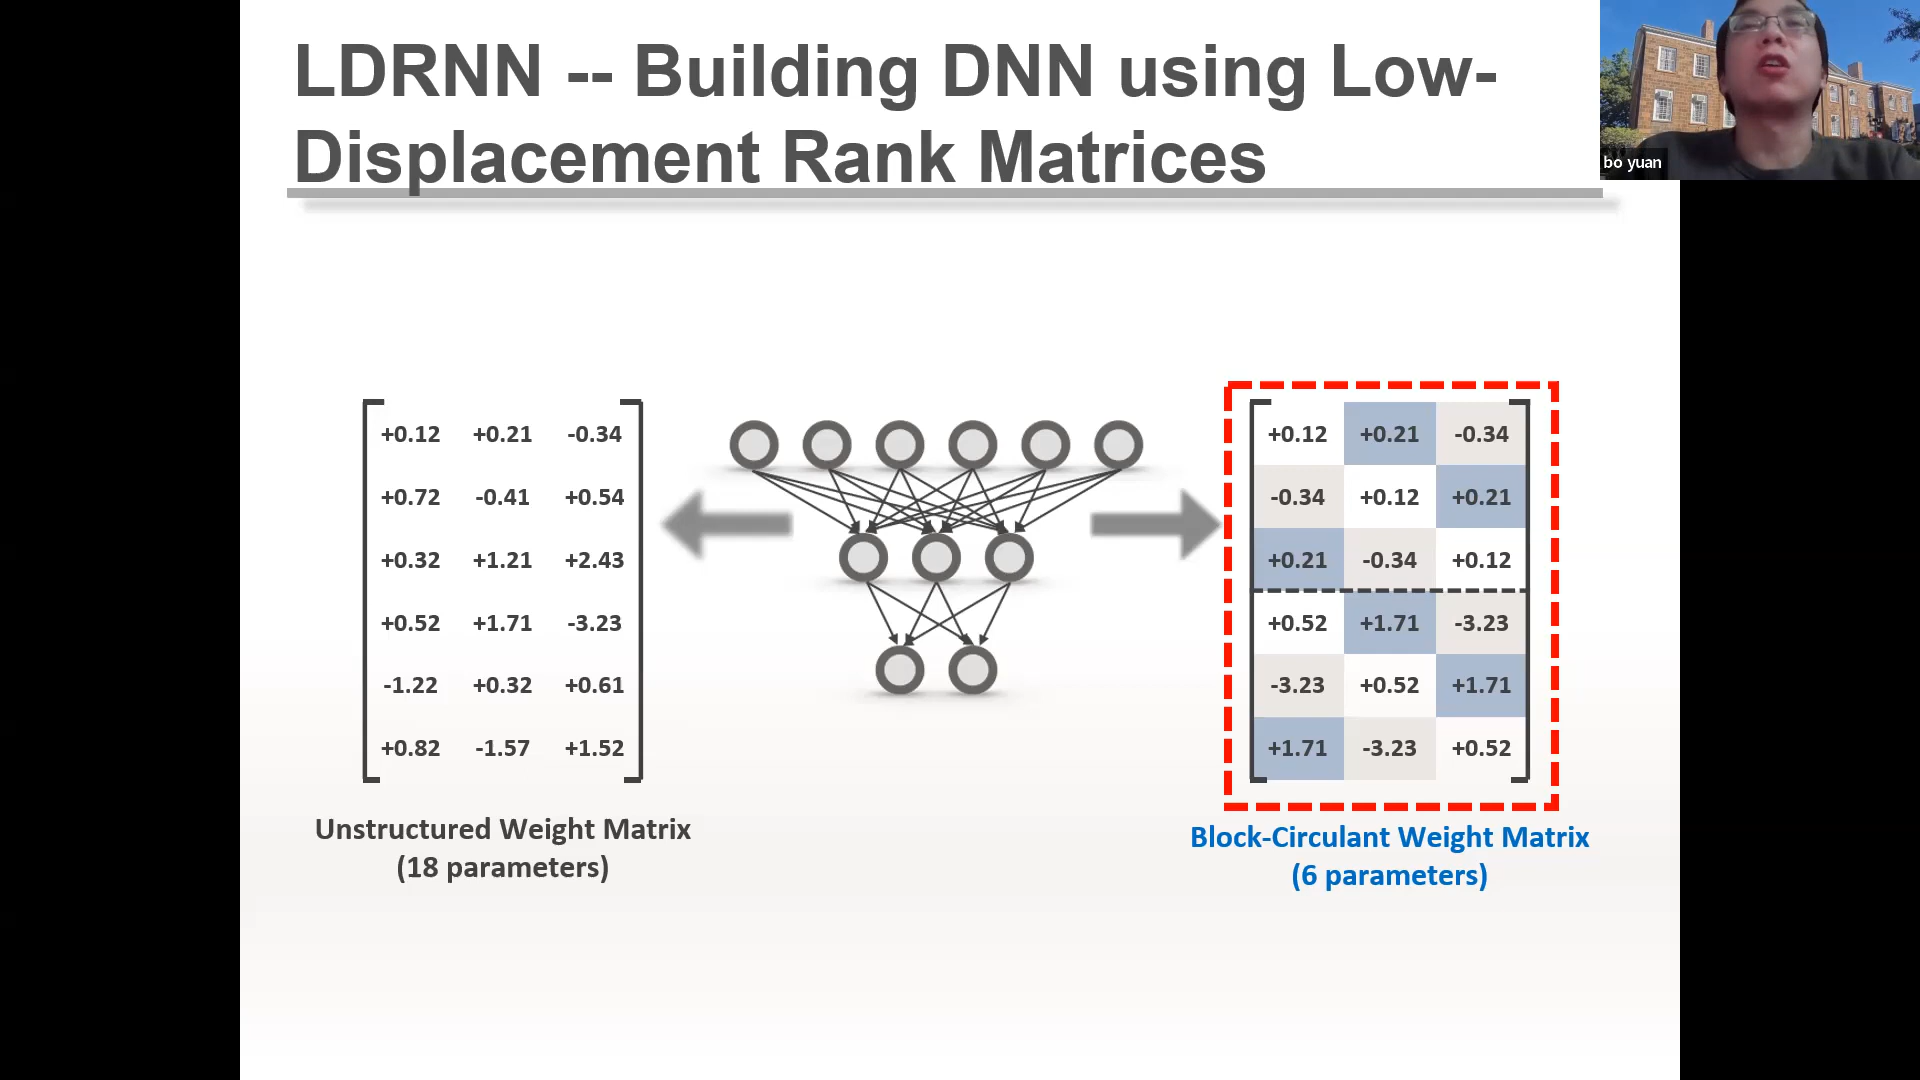 LDRNN -- Building DNN using Low-
Displacement Rank Matrices
bo yuan
+0.12 +0.21 -0.34
+0.72 -0.41 +0.54
+0.32 +1.21 +2.43
+0.52 +1.71 -3.23
-1.22 +0.32 +0.61
+0.82 -1.57 +1.52
Unstructured Weight Matrix
(18 parameters)
+0.12 +0.21 -0.34
-0.34 +0.12 +0.21
+0.21 -0.34 +0.12
+0.52 +1.71 -3.23
-3.23 +0.52 +1.71
+1.71 -3.23 +0.52
Block-Circulant Weight Matrix
(6 parameters)